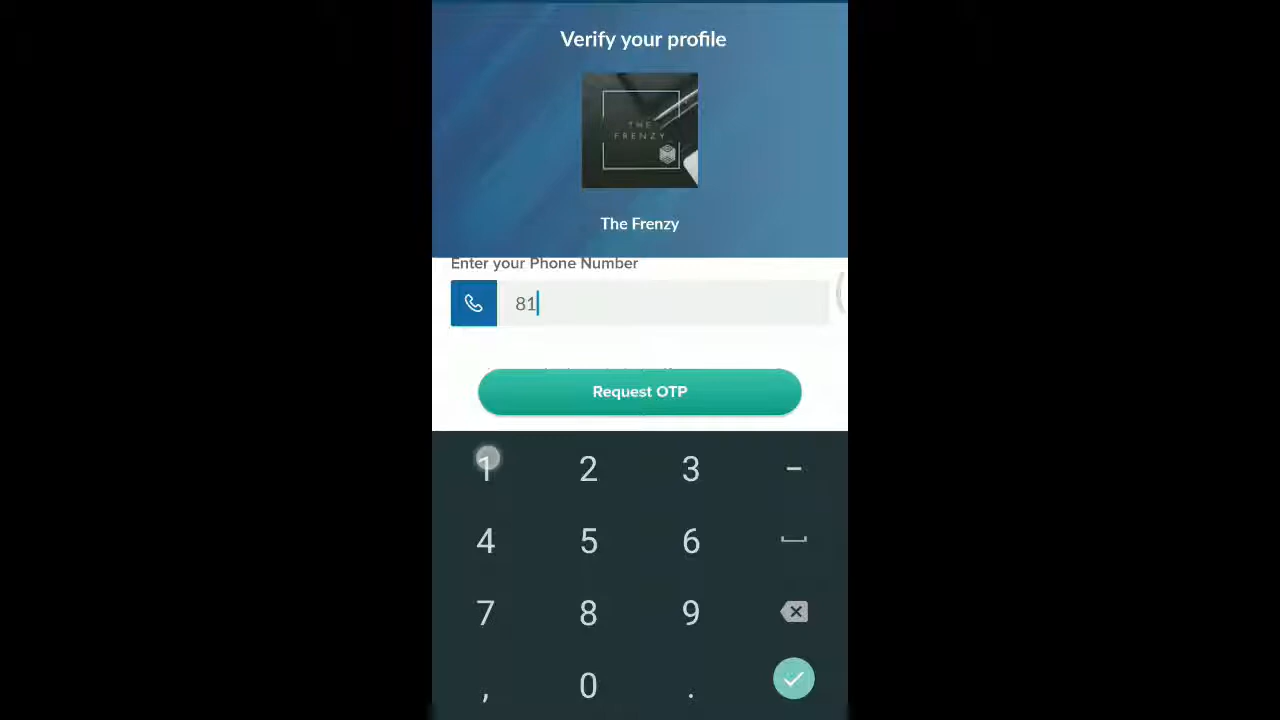 Verify your profile
THE
FRENZY
The Frenzy
Enter your Phone Number
81
Request OTP
1 2 3 -
4 5 6
7 8 9
, 0 .